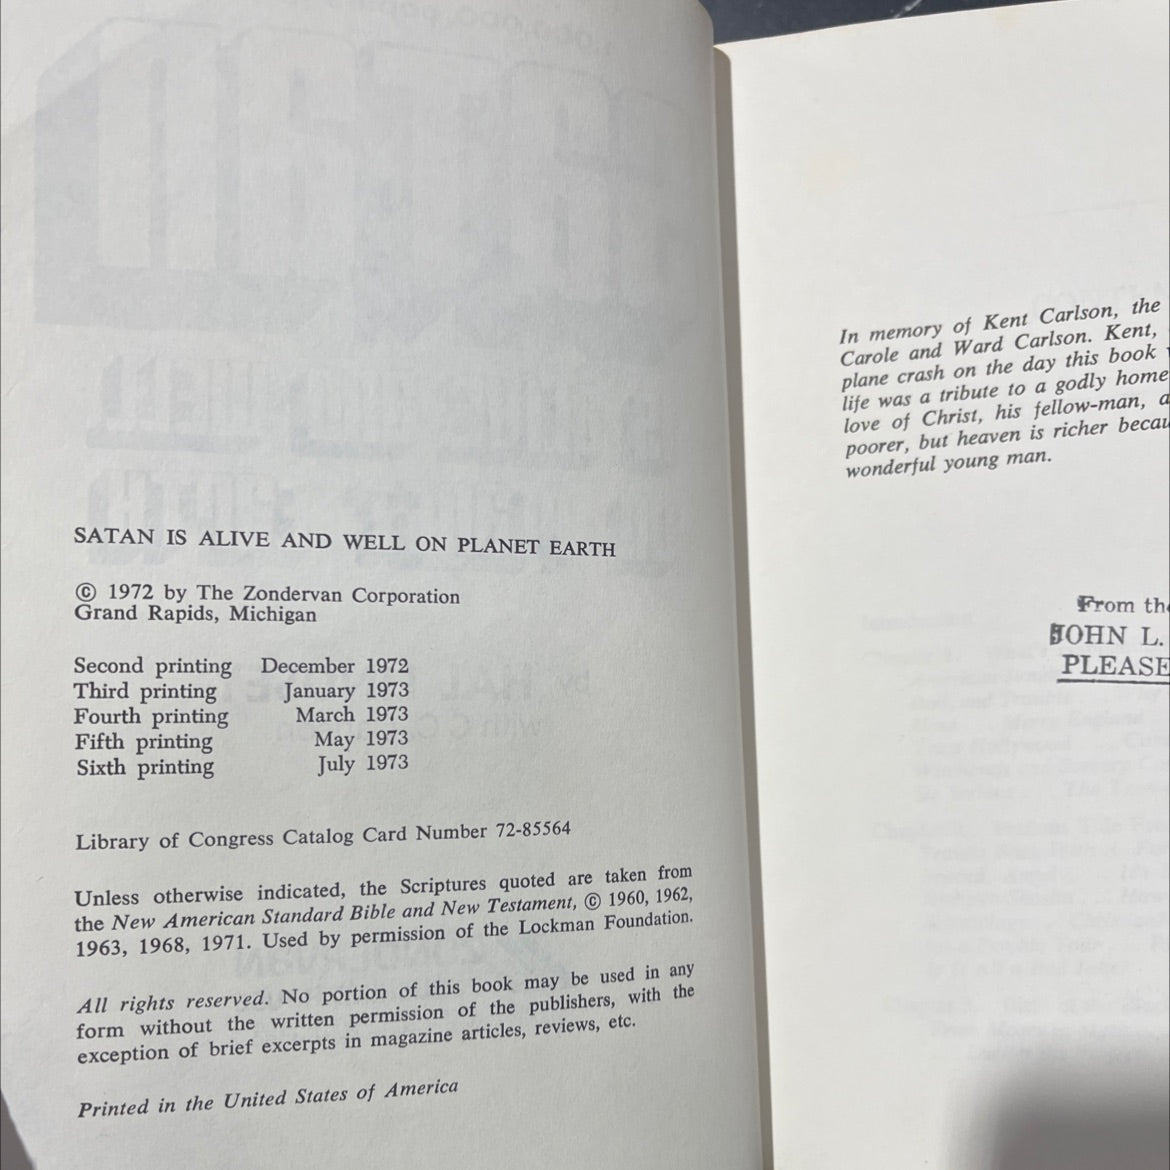 SATAN IS ALIVE AND WELL ON PLANET EARTH
© 1972 by The Zondervan Corporation
Grand Rapids, Michigan
Second printing December 1972
Third printing January 1973
Fourth printing March 1973
Fifth printing May 1973
Sixth printing July 1973
Library of Congress Catalog Card Number 72-85564
Unless otherwise indicated, the Scriptures quoted are taken from
the New American Standard Bible and New Testament, © 1960, 1962,
1963, 1968, 1971. Used by permission of the Lockman Foundation.
All rights reserved. No portion of this book may be used in any
form without the written permission of the publishers, with the
exception of brief excerpts in magazine articles, reviews, etc.
Printed in the United States of America
In memory of Kent Carlson, the
Carole and Ward Carlson. Kent,
plane crash on the day this book
life was a tribute to a godly home
love of Christ, his fellow-man,
poorer, but heaven is richer
wonderful young man.
From
JOHN L.
PLEASE